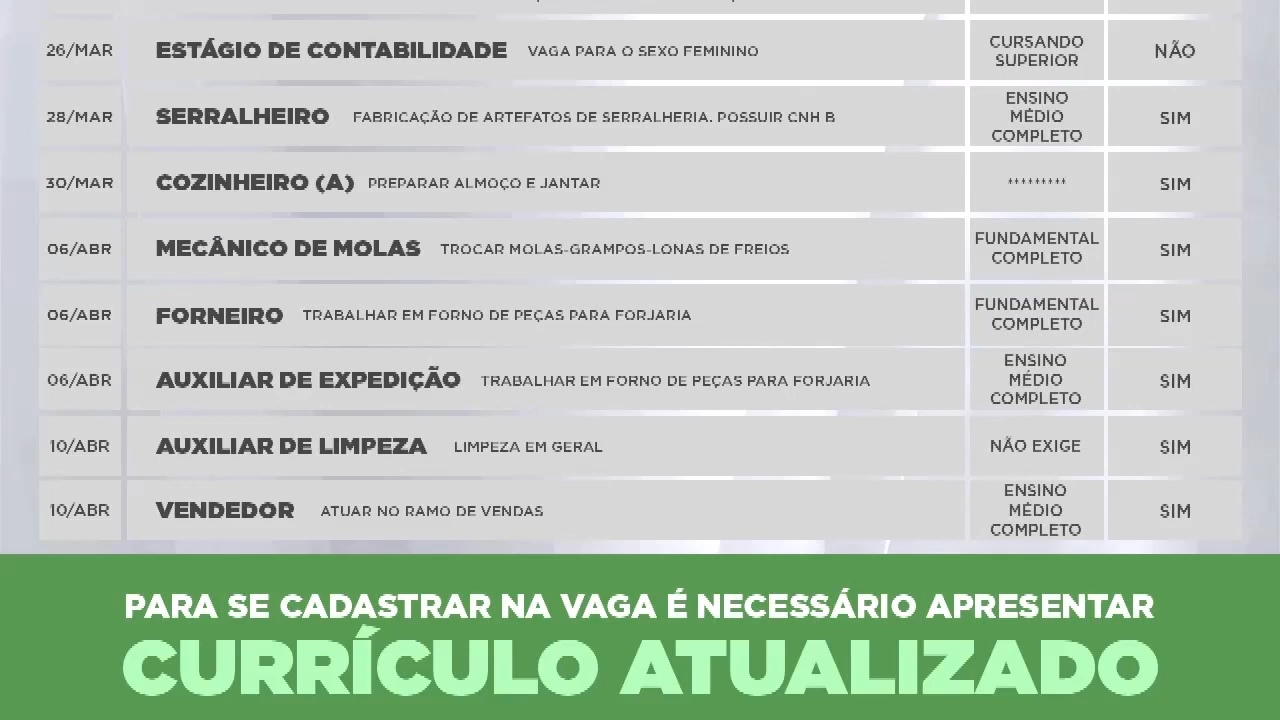 26/MAR ESTÁGIO DE CONTABILIDADE VAGA PARA O SEXO FEMININO CURSANDO SUPERIOR NÃO
28/MAR SERRALHEIRO FABRICAÇÃO DE ARTEFATOS DE SERRALHERIA. POSSUIR CNH B ENSINO MÉDIO COMPLETO SIM
30/MAR COZINHEIRO (A) PREPARAR ALMOÇO E JANTAR ********* SIM
06/ABR MECÂNICO DE MOLAS TROCAR MOLAS-GRAMPOS-LONAS DE FREIOS FUNDAMENTAL COMPLETO SIM
06/ABR FORNEIRO TRABALHAR EM FORNO DE PEÇAS PARA FORJARIA FUNDAMENTAL COMPLETO SIM
06/ABR AUXILIAR DE EXPEDIÇÃO TRABALHAR EM FORNO DE PEÇAS PARA FORJARIA ENSINO MÉDIO COMPLETO SIM
10/ABR AUXILIAR DE LIMPEZA LIMPEZA EM GERAL NÃO EXIGE SIM
10/ABR VENDEDOR ATUAR NO RAMO DE VENDAS ENSINO MÉDIO COMPLETO SIM
PARA SE CADASTRAR NA VAGA É NECESSÁRIO APRESENTAR
CURRÍCULO ATUALIZADO